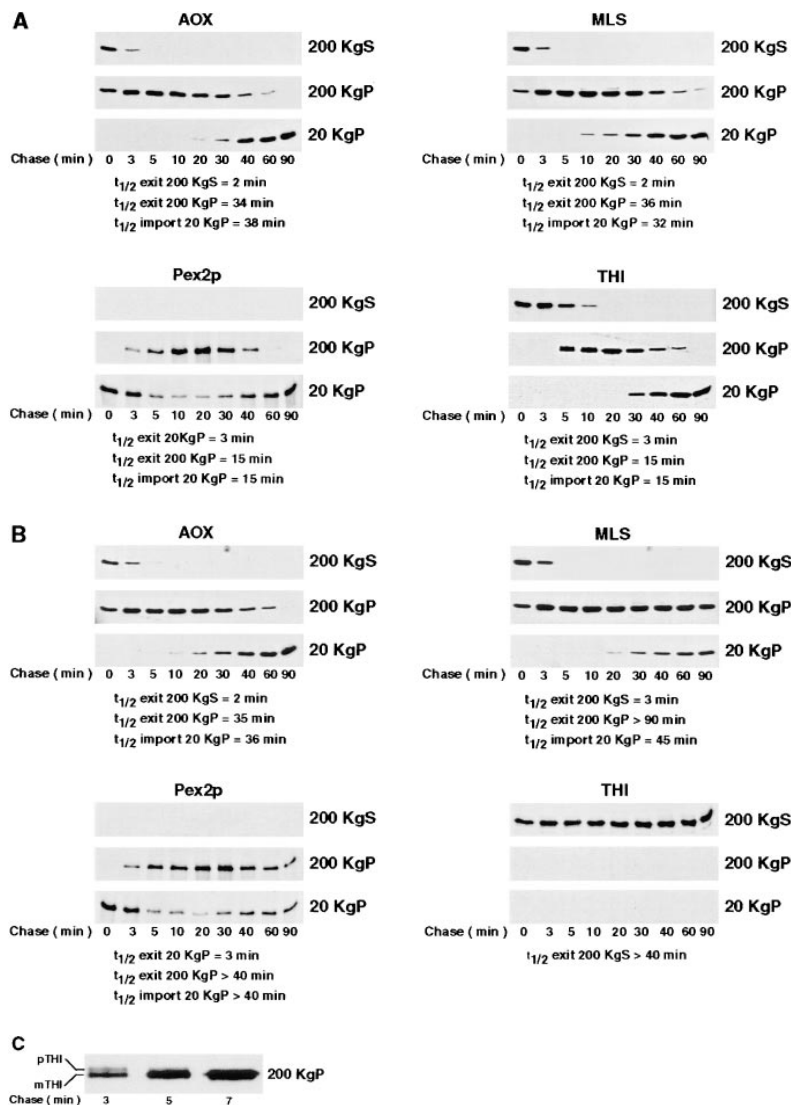 A
AOX
200 KgS
200 KgP
20 KgP
Chase ( min ) 0 3 5 10 20 30 40 60 90
t1/2 exit 200 KgS = 2 min
t1/2 exit 200 KgP = 34 min
t1/2 import 20 KgP = 38 min
MLS
200 KgS
200 KgP
20 KgP
Chase ( min ) 0 3 5 10 20 30 40 60 90
t1/2 exit 200 KgS = 2 min
t1/2 exit 200 KgP = 36 min
t1/2 import 20 KgP = 32 min
Pex2p
200 KgS
200 KgP
20 KgP
Chase ( min ) 0 3 5 10 20 30 40 60 90
t1/2 exit 20KgP = 3 min
t1/2 exit 200 KgP = 15 min
t1/2 import 20 KgP = 15 min
THI
200 KgS
200 KgP
20 KgP
Chase ( min ) 0 3 5 10 20 30 40 60 90
t1/2 exit 200 KgS = 3 min
t1/2 exit 200 KgP = 15 min
t1/2 import 20 KgP = 15 min
B
AOX
200 KgS
200 KgP
20 KgP
Chase ( min ) 0 3 5 10 20 30 40 60 90
t1/2 exit 200 KgS = 2 min
t1/2 exit 200 KgP = 35 min
t1/2 import 20 KgP = 36 min
MLS
200 KgS
200 KgP
20 KgP
Chase ( min ) 0 3 5 10 20 30 40 60 90
t1/2 exit 200 KgS = 3 min
t1/2 exit 200 KgP > 90 min
t1/2 import 20 KgP = 45 min
Pex2p
200 KgS
200 KgP
20 KgP
Chase ( min ) 0 3 5 10 20 30 40 60 90
t1/2 exit 20 KgP = 3 min
t1/2 exit 200 KgP > 40 min
t1/2 import 20 KgP > 40 min
THI
200 KgS
200 KgP
20 KgP
Chase ( min ) 0 3 5 10 20 30 40 60 90
t1/2 exit 200 KgS > 40 min
C
pTHI
mTHI
200 KgP
Chase ( min ) 3 5 7